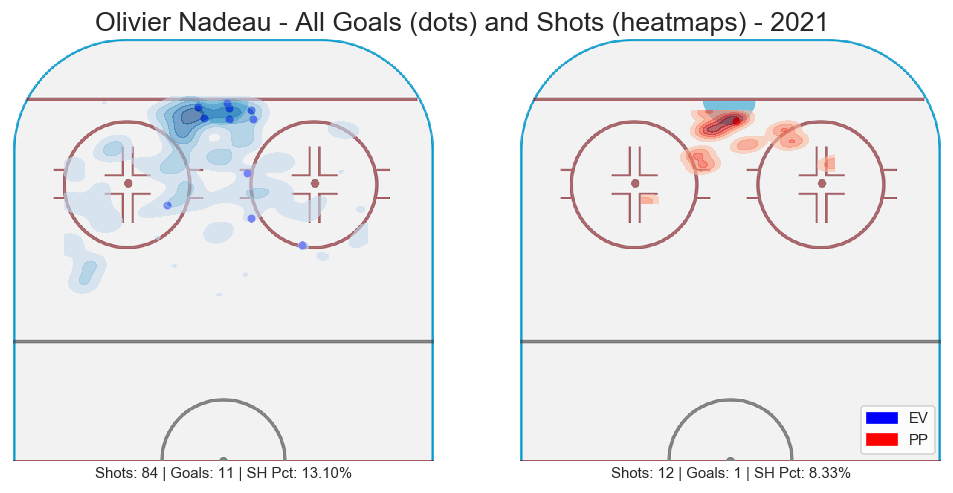 Olivier Nadeau - All Goals (dots) and Shots (heatmaps) - 2021
EV
PP
Shots: 84 | Goals: 11 | SH Pct: 13.10%
Shots: 12 | Goals: 1 | SH Pct: 8.33%